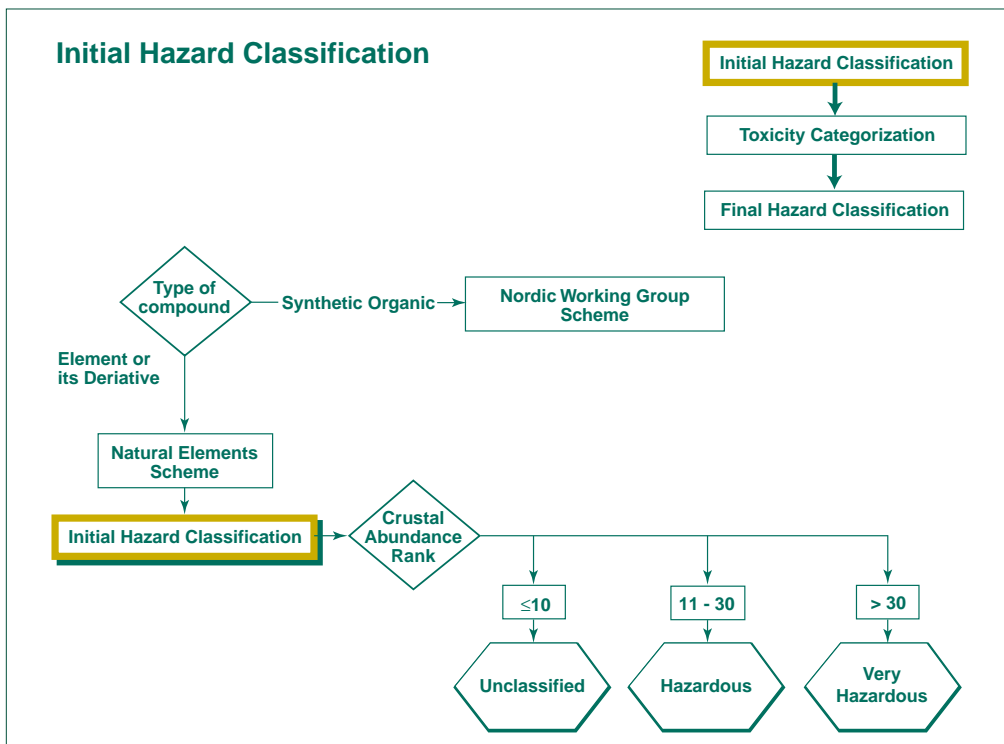 Initial Hazard Classification
Initial Hazard Classification
Toxicity Categorization
Final Hazard Classification
Type of
compound
Synthetic Organic
Nordic Working Group
Scheme
Element or
its Deriative
Natural Elements
Scheme
Initial Hazard Classification
Crustal
Abundance
Rank
≤10
11 - 30
> 30
Unclassified
Hazardous
Very
Hazardous